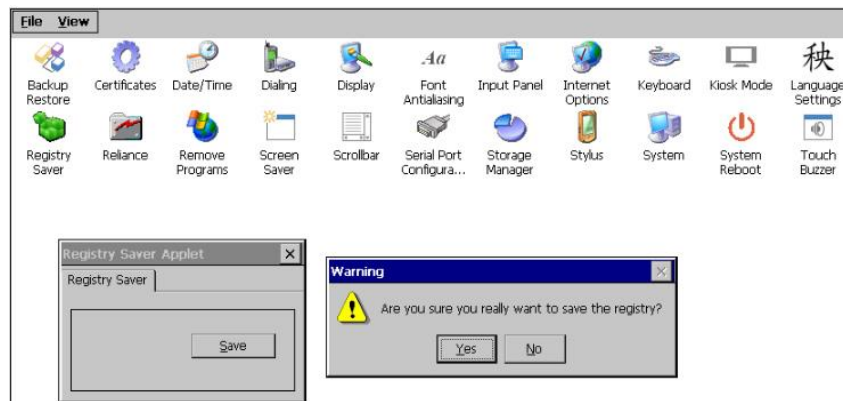 File View
Aa
秧
Backup Certificates Date/Time Dialing Display Font Input Panel Internet Keyboard Kiosk Mode Language
Restore Antialiasing Options Settings
Registry Reliance Remove Screen Scrollbar Serial Port Storage Stylus System System Touch
Saver Programs Saver Configura... Manager Reboot Buzzer
Registry Saver Applet
Registry Saver
Save
Warning
Are you sure you really want to save the registry?
Yes No